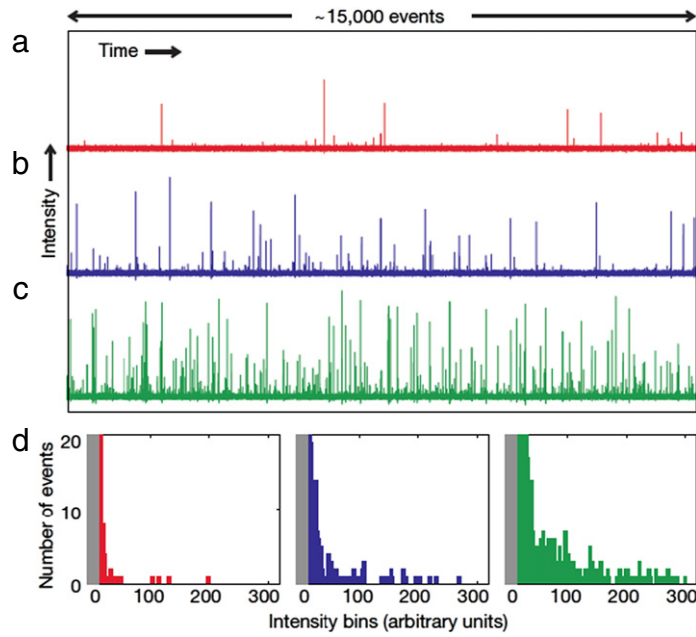 ~15,000 events
a
Time
b
Intensity
c
d
Number of events
20
10
0
0 100 200 300
0 100 200 300
0 100 200 300
Intensity bins (arbitrary units)